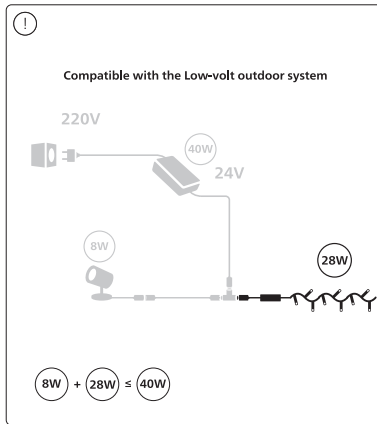 !
Compatible with the Low-volt outdoor system
220V
40W
24V
8W
28W
8W + 28W ≤ 40W